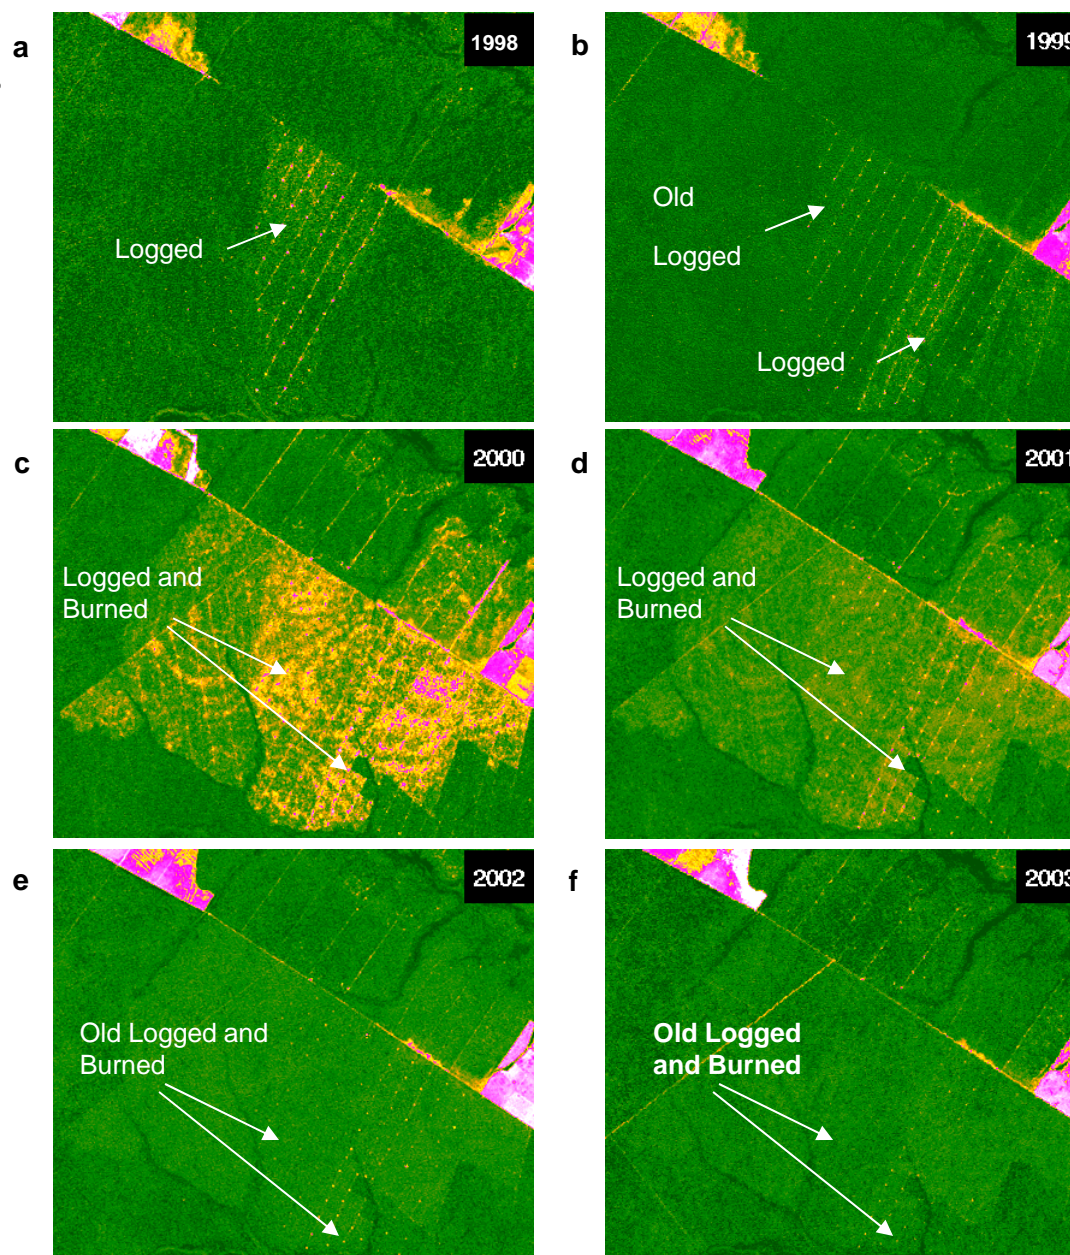 a
1998
Logged
b
1999
Old
Logged
Logged
c
2000
Logged and
Burned
d
2001
Logged and
Burned
e
2002
Old Logged and
Burned
f
2003
Old Logged
and Burned